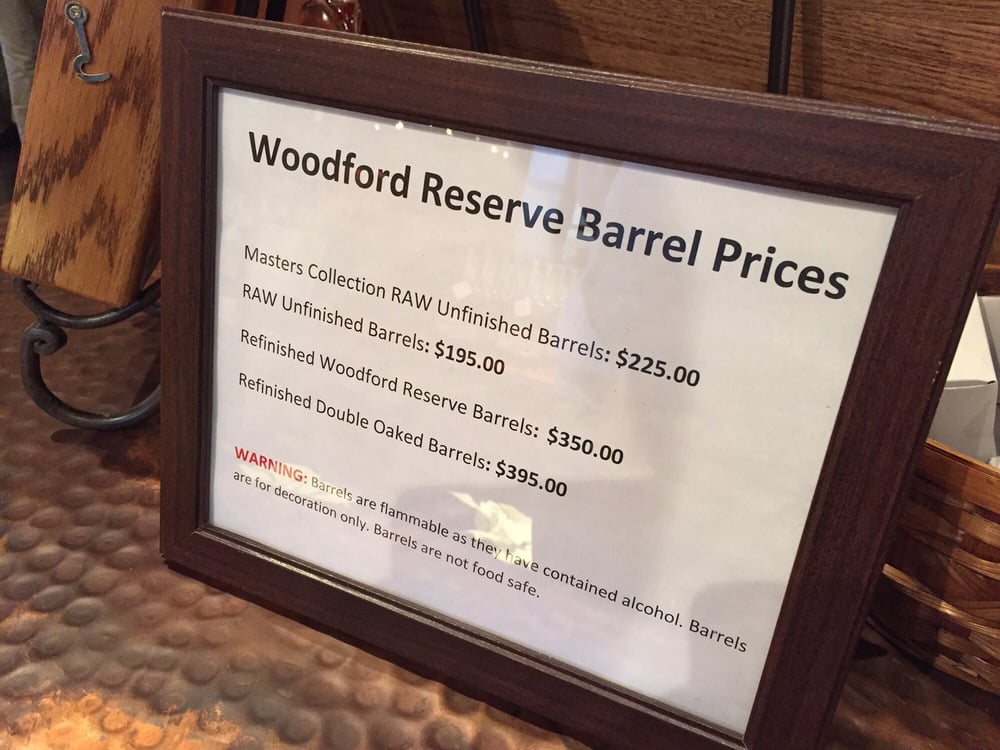 Woodford Reserve Barrel Prices
Masters Collection RAW Unfinished Barrels: $225.00
RAW Unfinished Barrels: $195.00
Refinished Woodford Reserve Barrels: $350.00
Refinished Double Oaked Barrels: $395.00
WARNING: Barrels are flammable as they have contained alcohol. Barrels
are for decoration only. Barrels are not food safe.